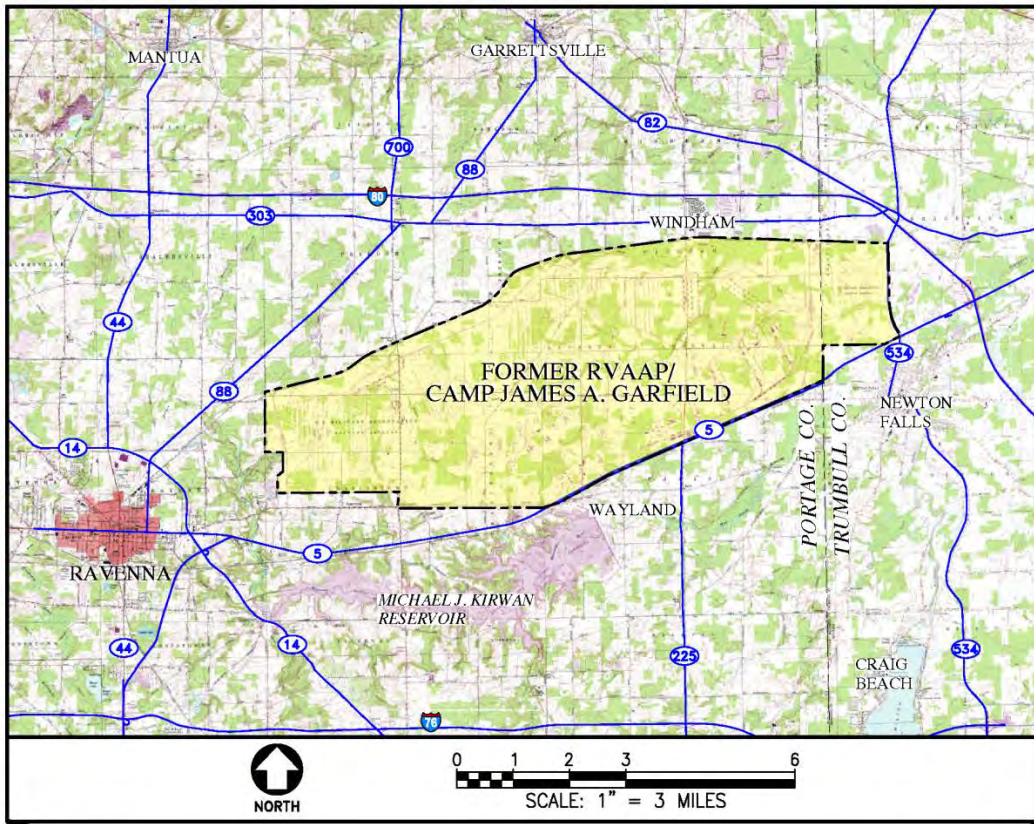 MANTUA
GARRETTSVILLE
82
700
88
80
303
WINDHAM
44
FORMER RVAAP/
CAMP JAMES A. GARFIELD
534
88
NEWTON
FALLS
5
14
PORTAGE CO.
TRUMBULL CO.
WAYLAND
5
RAVENNA
MICHAEL J. KIRWAN
RESERVOIR
44
14
225
534
CRAIG
BEACH
76
NORTH
0 1 2 3 6
SCALE: 1" = 3 MILES